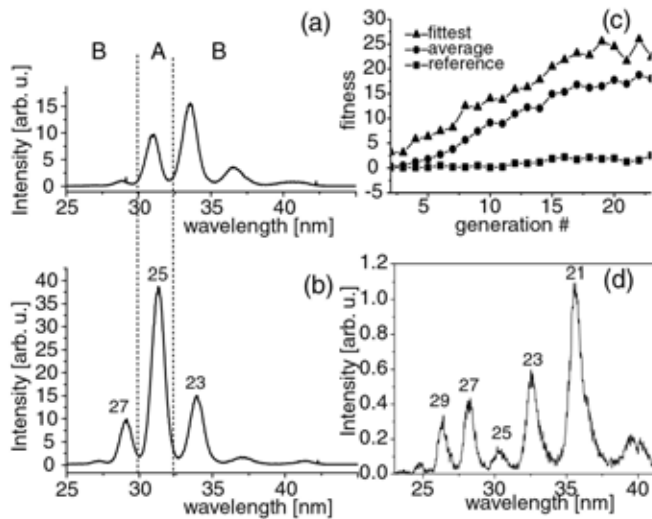 (a)
B A B
Intensity [arb. u.]
15
10
5
0
25 30 35 40
wavelength [nm]
(b)
Intensity [arb. u.]
40
35
30
25
20
15
10
5
0
27
25
23
25 30 35 40
wavelength [nm]
(c)
fittest
average
reference
fitness
30
25
20
15
10
5
0
-5
5 10 15 20
generation #
(d)
Intensity [arb. u.]
1.2
1.0
0.8
0.6
0.4
0.2
0.0
29
27
25
23
21
25 30 35 40
wavelength [nm]